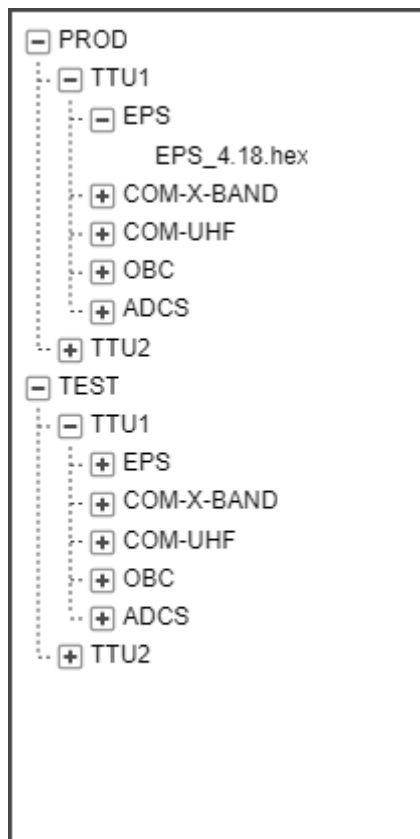 PROD
TTU1
EPS
EPS_4.18.hex
COM-X-BAND
COM-UHF
OBC
ADCS
TTU2
TEST
TTU1
EPS
COM-X-BAND
COM-UHF
OBC
ADCS
TTU2